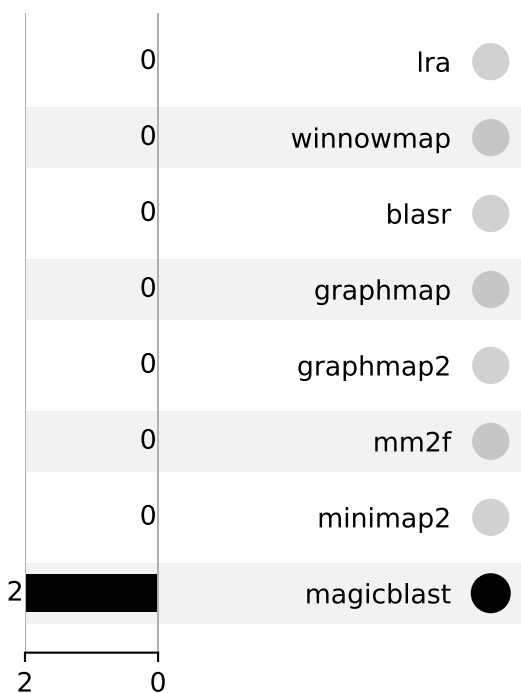 0 lra
0 winnowmap
0 blasr
0 graphmap
0 graphmap2
0 mm2f
0 minimap2
2 magicblast
2 0